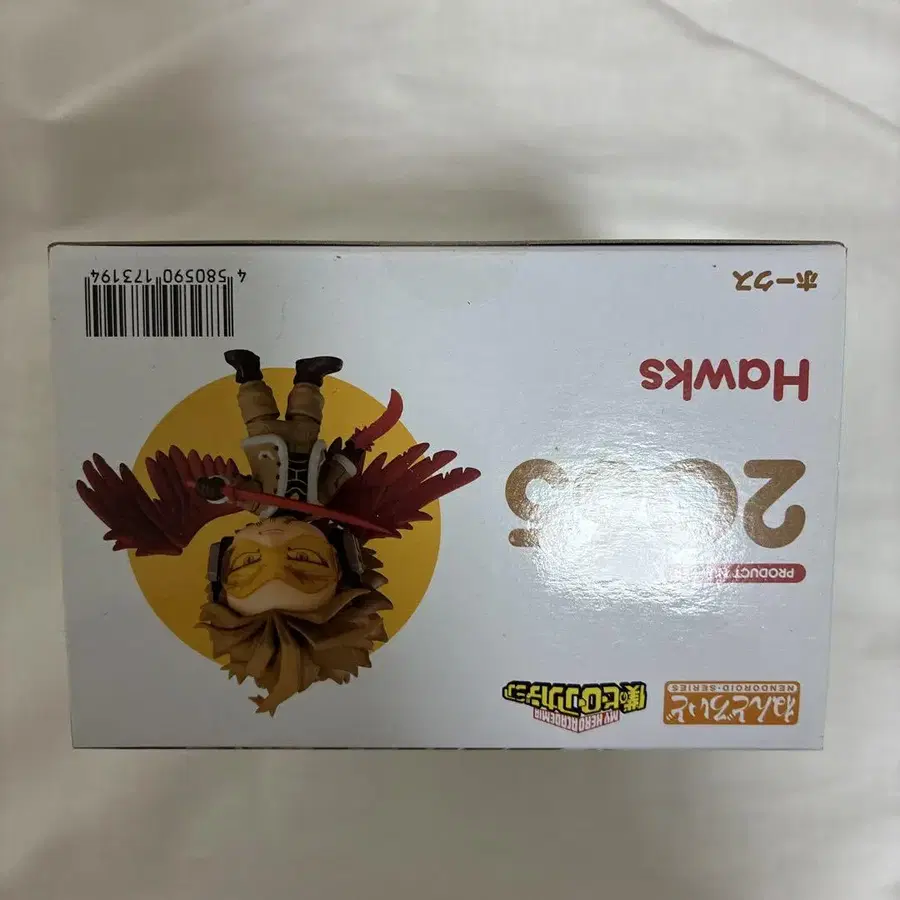 ねんどろいど
NENDOROID-SERIES
僕のヒーローアカデミア
MY HERO ACADEMIA
PRODUCT
Hawks
ホークス
4 580590 173194